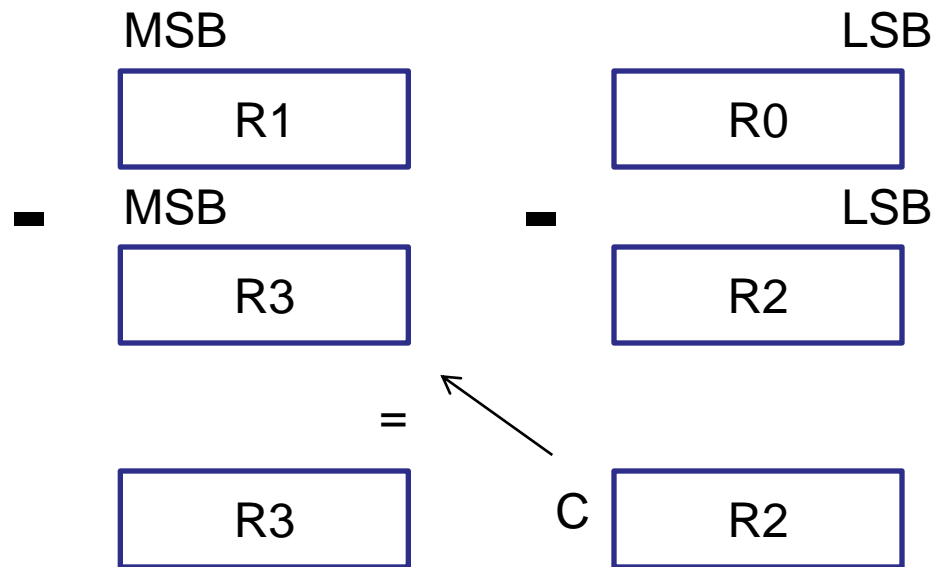 MSB LSB
R1 R0
- MSB - LSB
R3 R2
=
R3 C R2